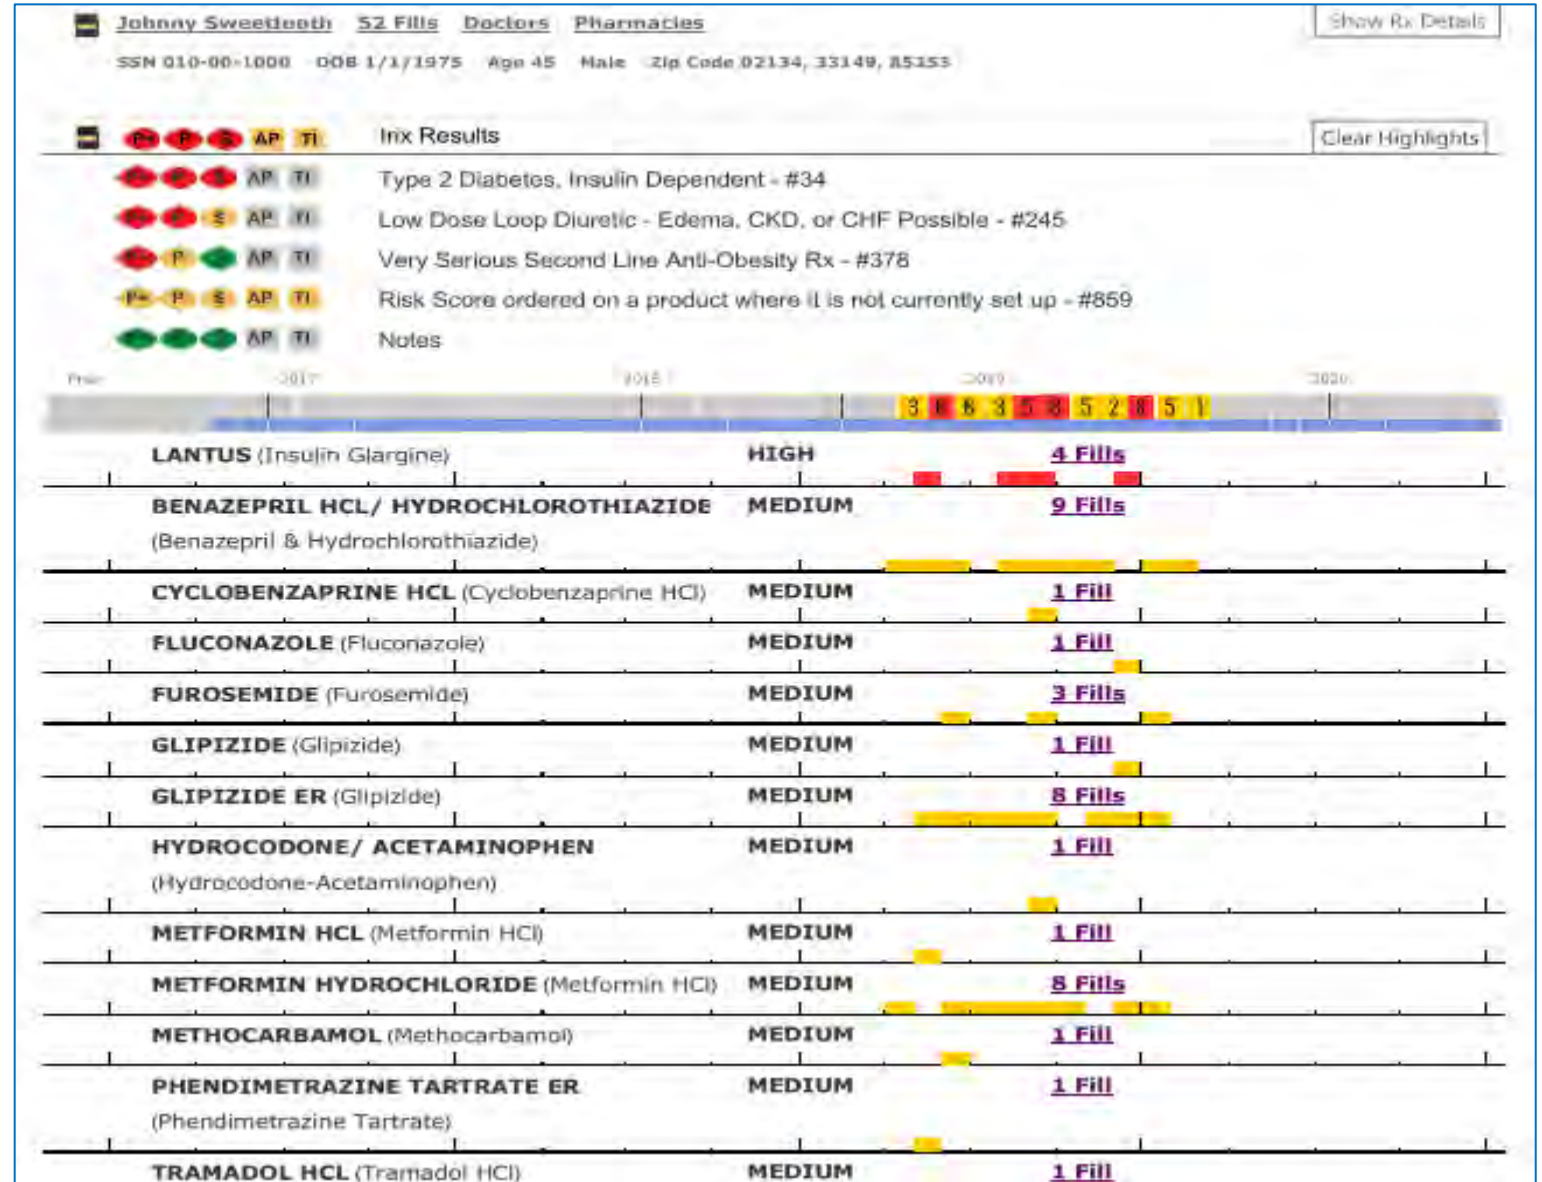 Johnny Sweettooth 52 Fills Doctors Pharmacies Show Rx Details
SSN 010-00-1000 DOB 1/1/1975 Age 45 Male Zip Code 02134, 33149, 85153
P+ P S AP TI Irix Results Clear Highlights
AP TI Type 2 Diabetes, Insulin Dependent - #34
P S AP TI Low Dose Loop Diuretic - Edema, CKD, or CHF Possible - #245
P AP TI Very Serious Second Line Anti-Obesity Rx - #378
P+ P S AP TI Risk Score ordered on a product where it is not currently set up - #859
AP TI Notes
Prior 2017 2018 2019 2020
3 6 6 3 5 8 5 2 8 5 1
LANTUS (Insulin Glargine) HIGH 4 Fills
BENAZEPRIL HCL/ HYDROCHLOROTHIAZIDE MEDIUM 9 Fills
(Benazepril & Hydrochlorothiazide)
CYCLOBENZAPRINE HCL (Cyclobenzaprine HCl) MEDIUM 1 Fill
FLUCONAZOLE (Fluconazole) MEDIUM 1 Fill
FUROSEMIDE (Furosemide) MEDIUM 3 Fills
GLIPIZIDE (Glipizide) MEDIUM 1 Fill
GLIPIZIDE ER (Glipizide) MEDIUM 8 Fills
HYDROCODONE/ ACETAMINOPHEN MEDIUM 1 Fill
(Hydrocodone-Acetaminophen)
METFORMIN HCL (Metformin HCl) MEDIUM 1 Fill
METFORMIN HYDROCHLORIDE (Metformin HCl) MEDIUM 8 Fills
METHOCARBAMOL (Methocarbamol) MEDIUM 1 Fill
PHENDIMETRAZINE TARTRATE ER MEDIUM 1 Fill
(Phendimetrazine Tartrate)
TRAMADOL HCL (Tramadol HCl) MEDIUM 1 Fill